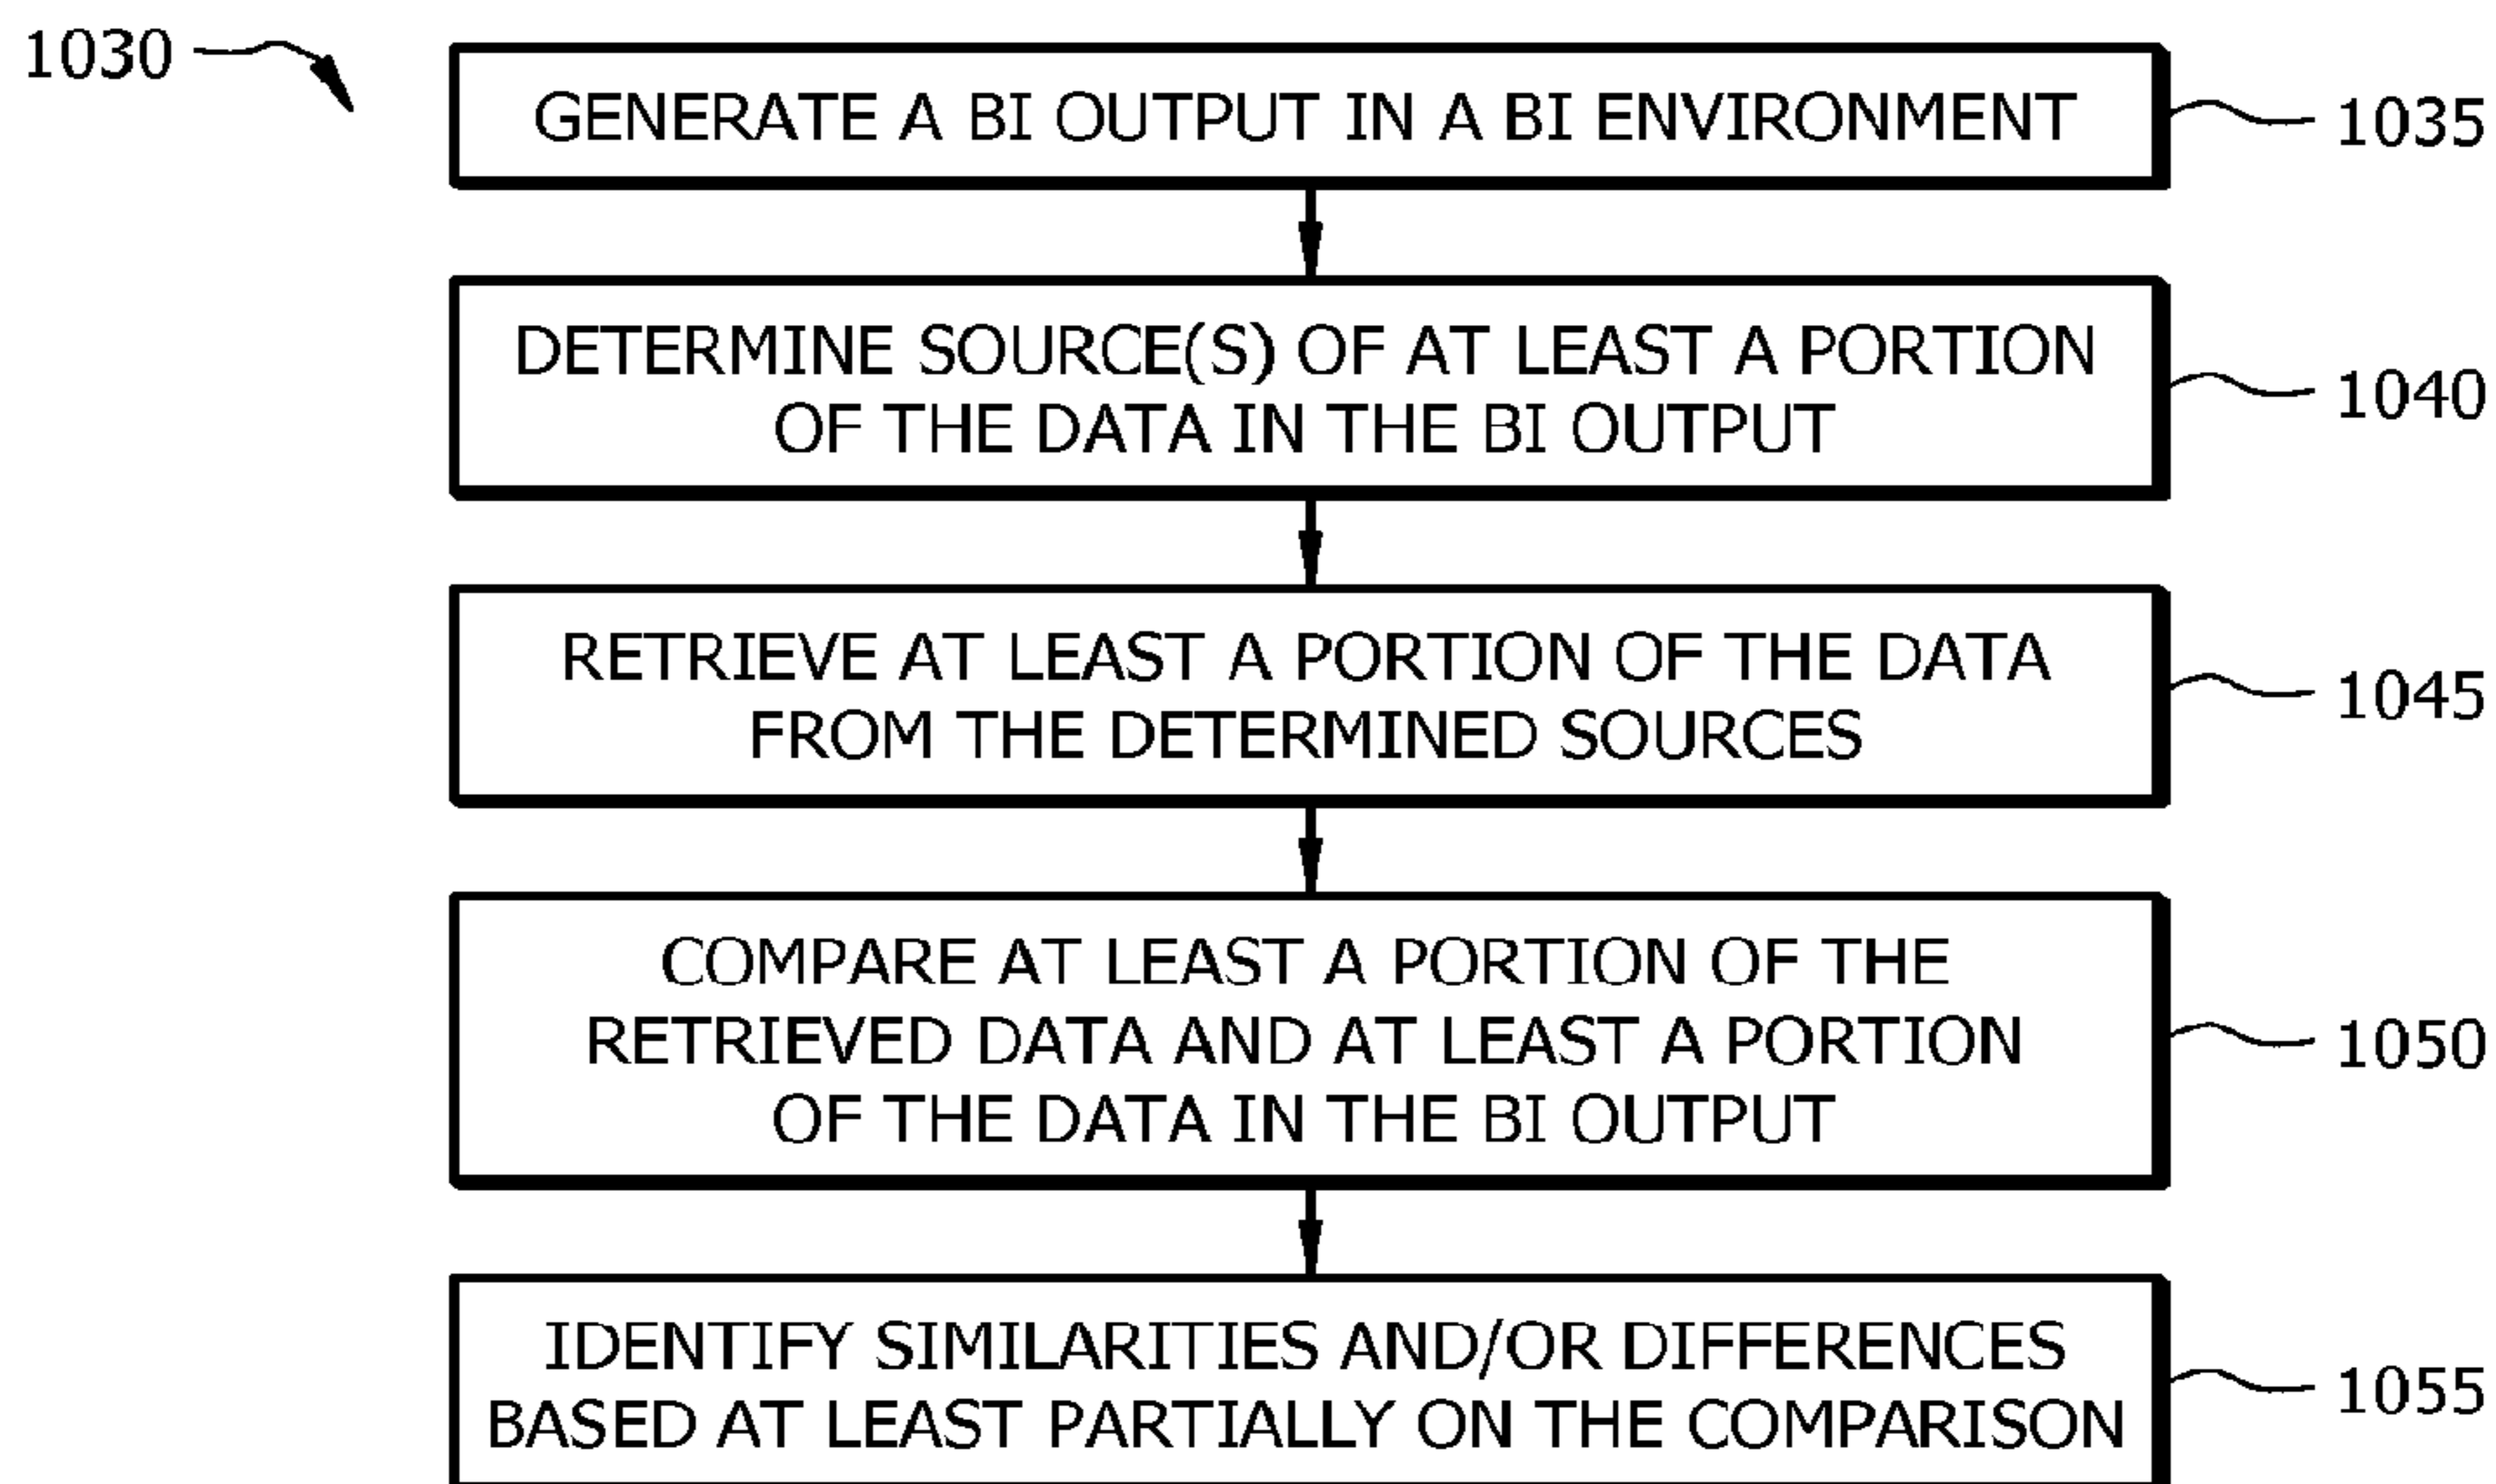 1030
GENERATE A BI OUTPUT IN A BI ENVIRONMENT
1035
DETERMINE SOURCE(S) OF AT LEAST A PORTION
OF THE DATA IN THE BI OUTPUT
1040
RETRIEVE AT LEAST A PORTION OF THE DATA
FROM THE DETERMINED SOURCES
1045
COMPARE AT LEAST A PORTION OF THE
RETRIEVED DATA AND AT LEAST A PORTION
OF THE DATA IN THE BI OUTPUT
1050
IDENTIFY SIMILARITIES AND/OR DIFFERENCES
BASED AT LEAST PARTIALLY ON THE COMPARISON
1055